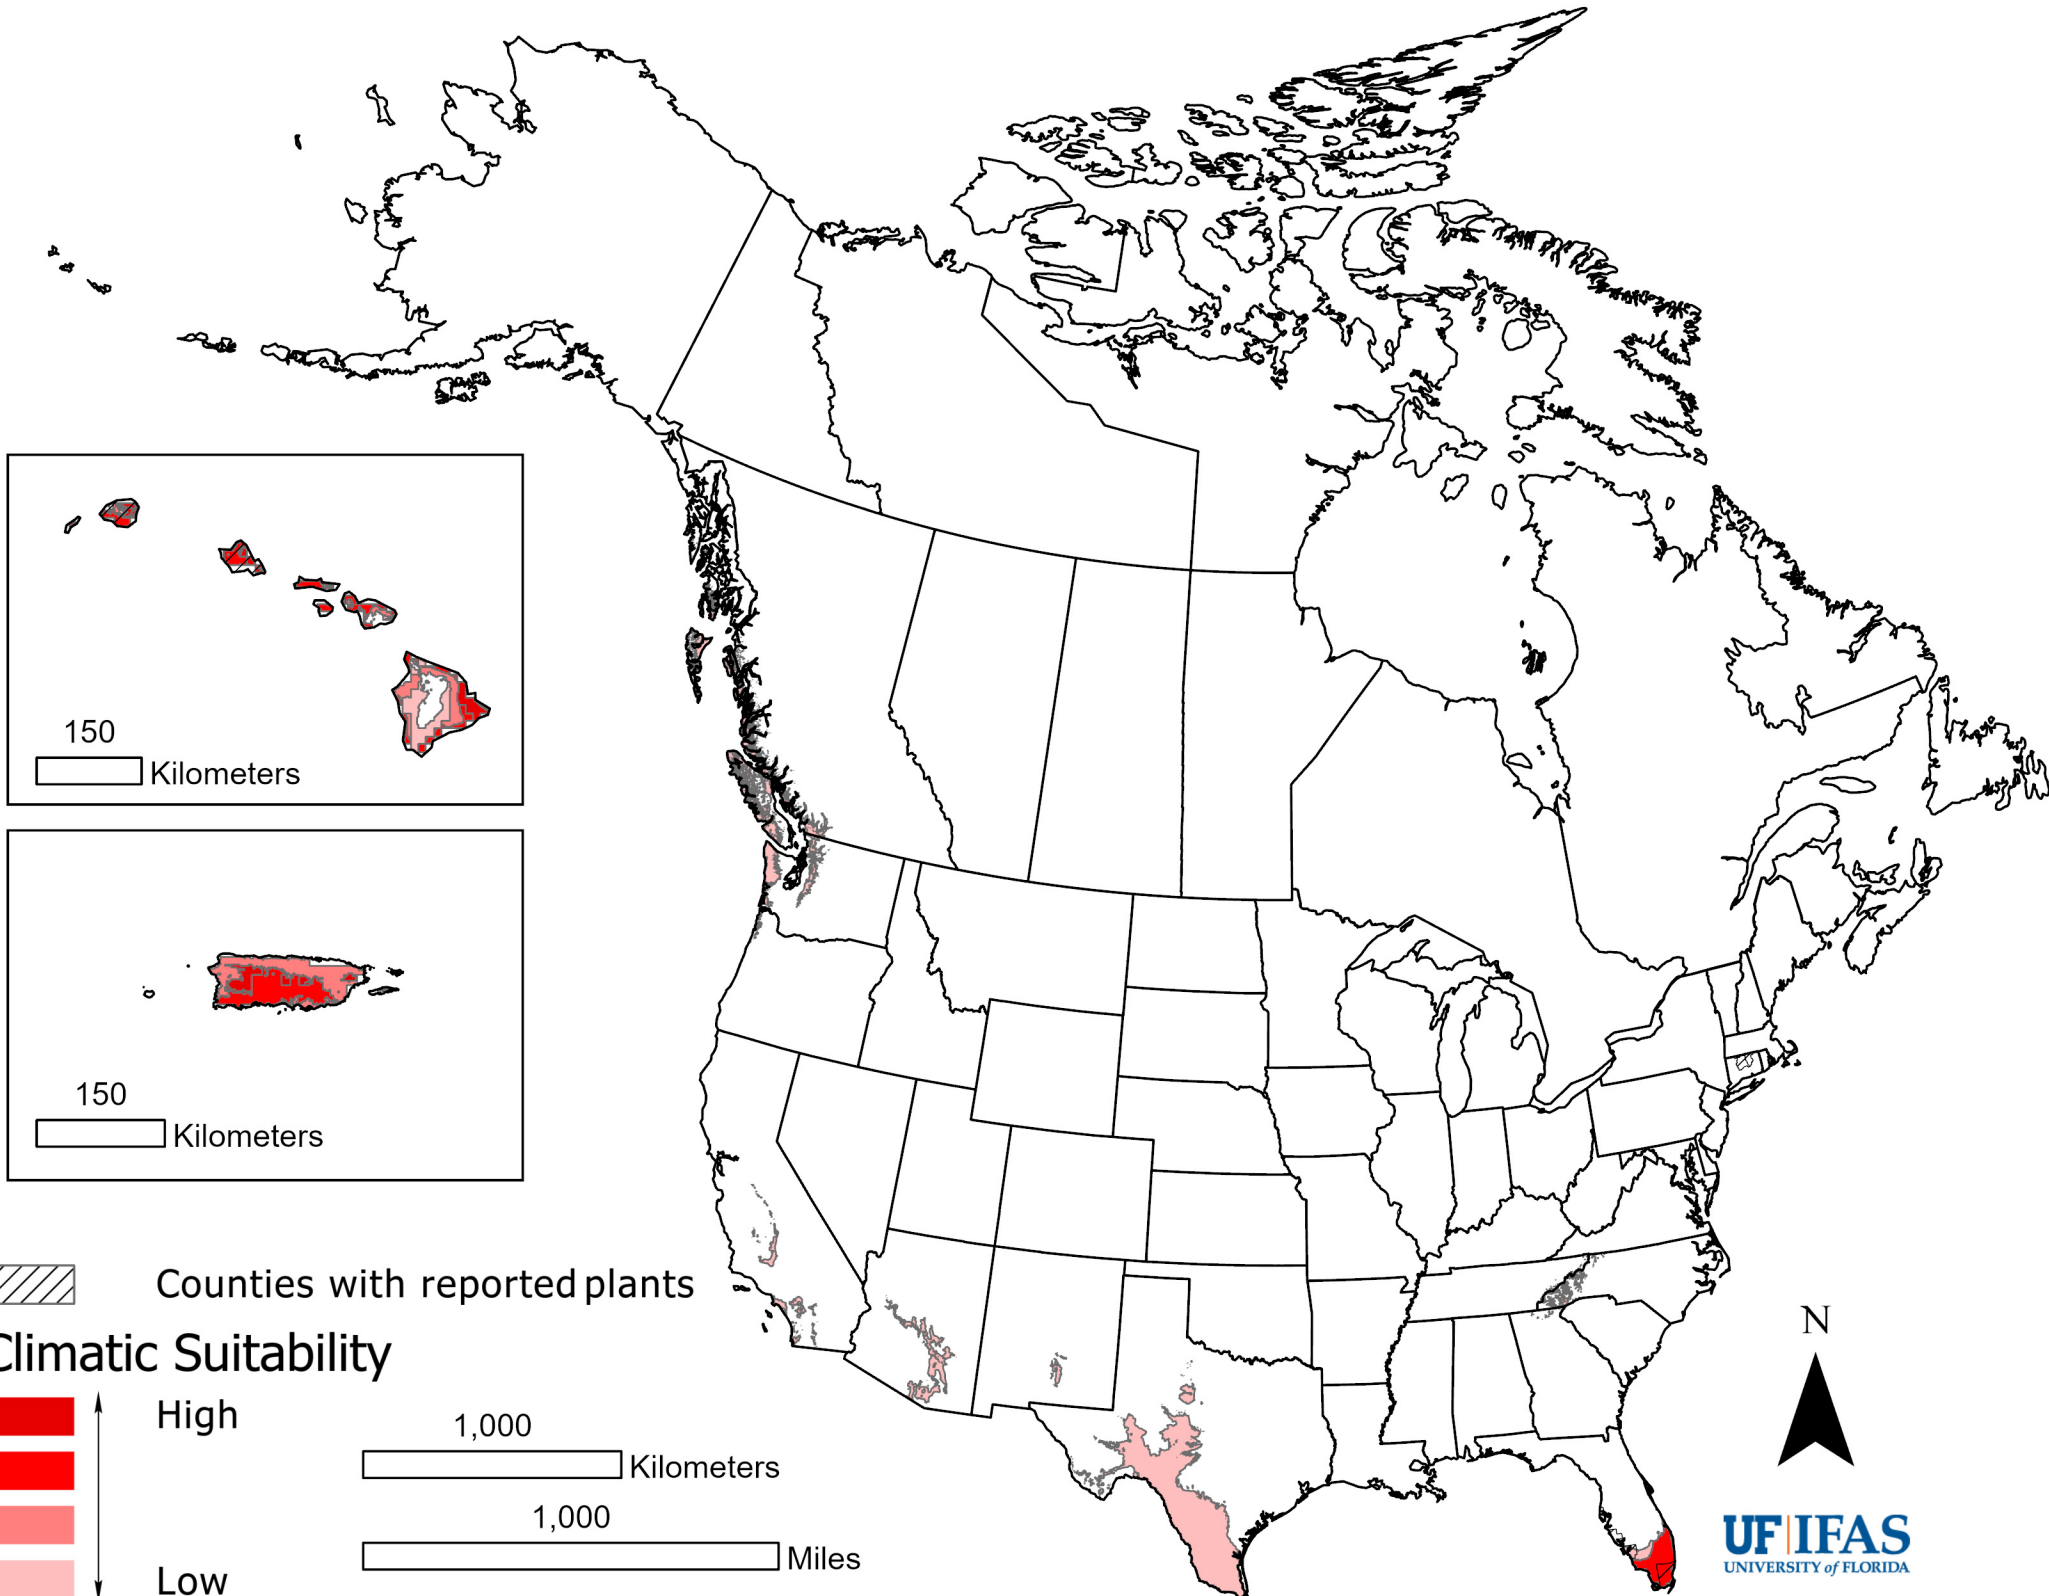 150
Kilometers
150
Kilometers
Counties with reported plants
Climatic Suitability
High
Low
1,000
Kilometers
1,000
Miles
N
UF|IFAS
UNIVERSITY of FLORIDA